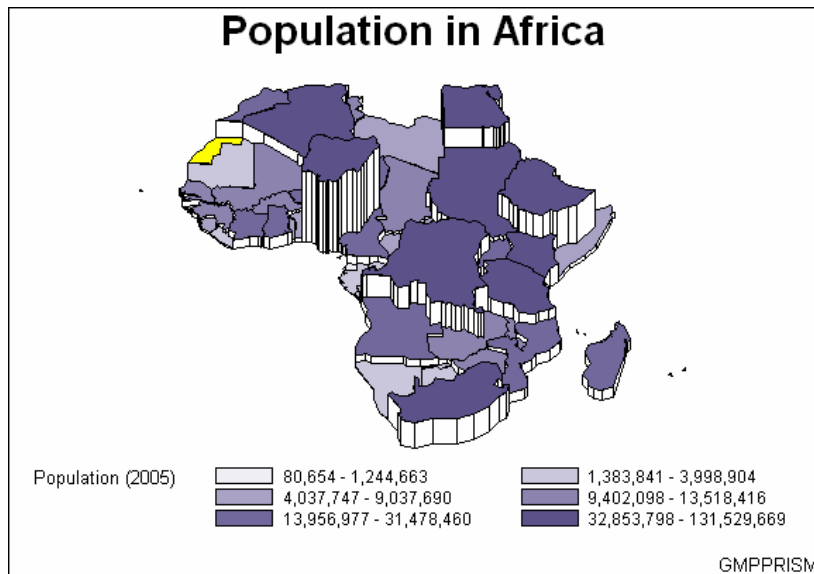 Population in Africa
Population (2005) 80,654 - 1,244,663 1,383,841 - 3,998,904
4,037,747 - 9,037,690 9,402,098 - 13,518,416
13,956,977 - 31,478,460 32,853,798 - 131,529,669
GMPPRISM